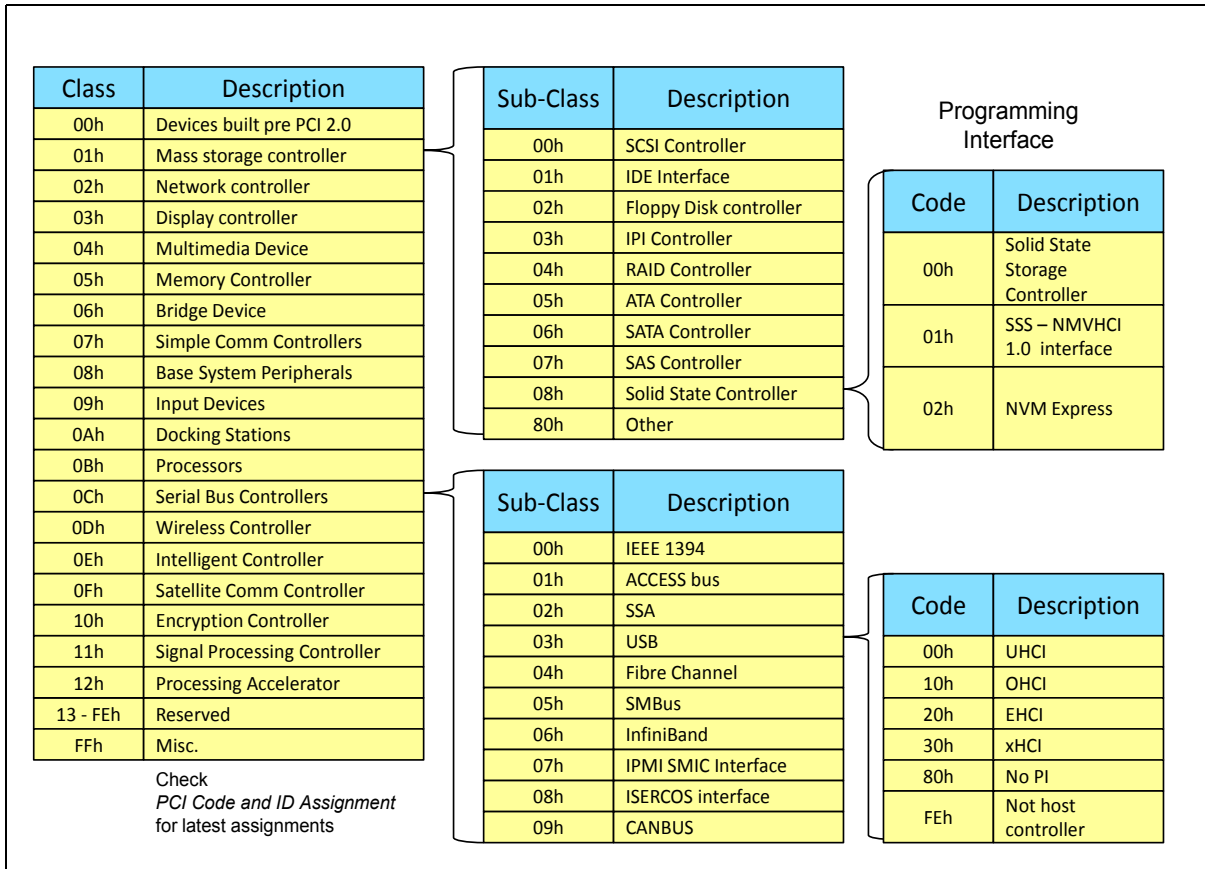 Class Description
00h Devices built pre PCI 2.0
01h Mass storage controller
02h Network controller
03h Display controller
04h Multimedia Device
05h Memory Controller
06h Bridge Device
07h Simple Comm Controllers
08h Base System Peripherals
09h Input Devices
0Ah Docking Stations
0Bh Processors
0Ch Serial Bus Controllers
0Dh Wireless Controller
0Eh Intelligent Controller
0Fh Satellite Comm Controller
10h Encryption Controller
11h Signal Processing Controller
12h Processing Accelerator
13 - FEh Reserved
FFh Misc.
Check
PCI Code and ID Assignment
for latest assignments
Sub-Class Description
00h SCSI Controller
01h IDE Interface
02h Floppy Disk controller
03h IPI Controller
04h RAID Controller
05h ATA Controller
06h SATA Controller
07h SAS Controller
08h Solid State Controller
80h Other
Sub-Class Description
00h IEEE 1394
01h ACCESS bus
02h SSA
03h USB
04h Fibre Channel
05h SMBus
06h InfiniBand
07h IPMI SMIC Interface
08h ISERCOS interface
09h CANBUS
Programming
Interface
Code Description
Solid State
00h Storage
Controller
01h SSS – NMVHCI
1.0 interface
02h NVM Express
Code Description
00h UHCI
10h OHCI
20h EHCI
30h xHCI
80h No PI
FEh Not host
controller